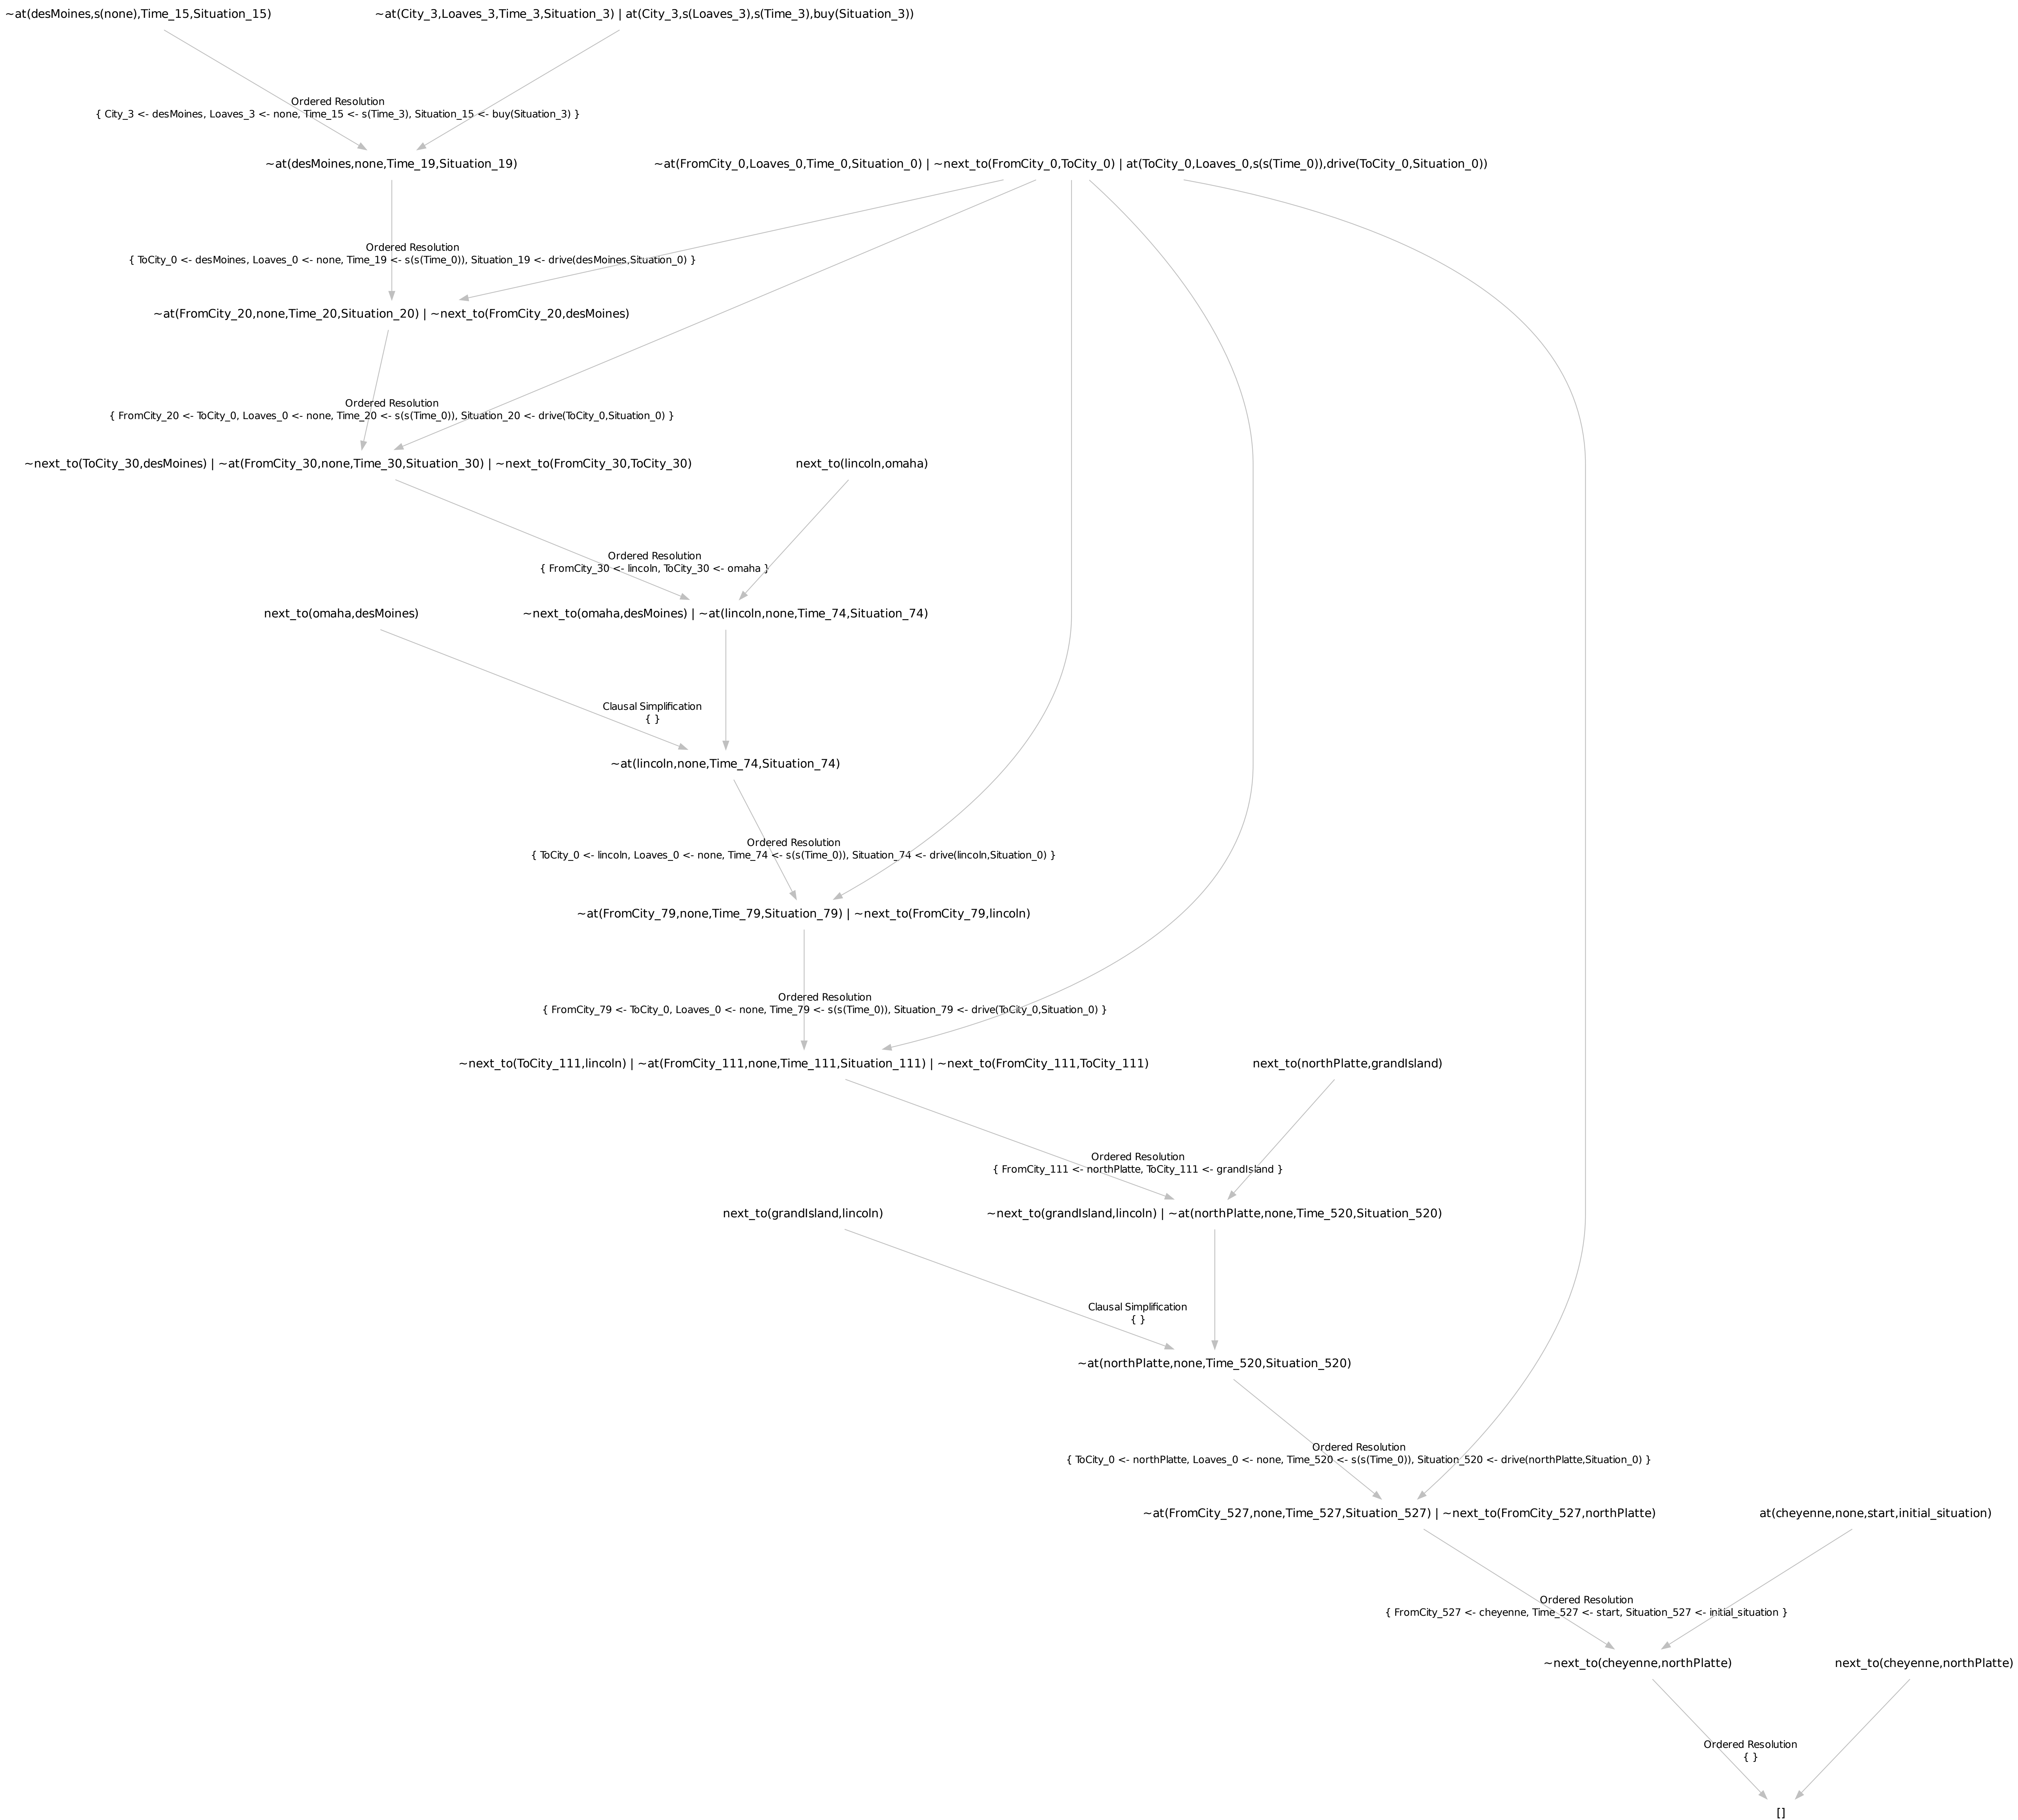 ~at(desMoines,s(none),Time_15,Situation_15)
~at(City_3,Loaves_3,Time_3,Situation_3) | at(City_3,s(Loaves_3),s(Time_3),buy(Situation_3))
Ordered Resolution
{ City_3 <- desMoines, Loaves_3 <- none, Time_15 <- s(Time_3), Situation_15 <- buy(Situation_3) }
~at(desMoines,none,Time_19,Situation_19)
~at(FromCity_0,Loaves_0,Time_0,Situation_0) | ~next_to(FromCity_0,ToCity_0) | at(ToCity_0,Loaves_0,s(s(Time_0)),drive(ToCity_0,Situation_0))
Ordered Resolution
{ ToCity_0 <- desMoines, Loaves_0 <- none, Time_19 <- s(s(Time_0)), Situation_19 <- drive(desMoines,Situation_0) }
~at(FromCity_20,none,Time_20,Situation_20) | ~next_to(FromCity_20,desMoines)
Ordered Resolution
{ FromCity_20 <- ToCity_0, Loaves_0 <- none, Time_20 <- s(s(Time_0)), Situation_20 <- drive(ToCity_0,Situation_0) }
~next_to(ToCity_30,desMoines) | ~at(FromCity_30,none,Time_30,Situation_30) | ~next_to(FromCity_30,ToCity_30)
next_to(lincoln,omaha)
Ordered Resolution
{ FromCity_30 <- lincoln, ToCity_30 <- omaha }
next_to(omaha,desMoines)
~next_to(omaha,desMoines) | ~at(lincoln,none,Time_74,Situation_74)
Clausal Simplification
{ }
~at(lincoln,none,Time_74,Situation_74)
Ordered Resolution
{ ToCity_0 <- lincoln, Loaves_0 <- none, Time_74 <- s(s(Time_0)), Situation_74 <- drive(lincoln,Situation_0) }
~at(FromCity_79,none,Time_79,Situation_79) | ~next_to(FromCity_79,lincoln)
Ordered Resolution
{ FromCity_79 <- ToCity_0, Loaves_0 <- none, Time_79 <- s(s(Time_0)), Situation_79 <- drive(ToCity_0,Situation_0) }
~next_to(ToCity_111,lincoln) | ~at(FromCity_111,none,Time_111,Situation_111) | ~next_to(FromCity_111,ToCity_111)
next_to(northPlatte,grandIsland)
Ordered Resolution
{ FromCity_111 <- northPlatte, ToCity_111 <- grandIsland }
next_to(grandIsland,lincoln)
~next_to(grandIsland,lincoln) | ~at(northPlatte,none,Time_520,Situation_520)
Clausal Simplification
{ }
~at(northPlatte,none,Time_520,Situation_520)
Ordered Resolution
{ ToCity_0 <- northPlatte, Loaves_0 <- none, Time_520 <- s(s(Time_0)), Situation_520 <- drive(northPlatte,Situation_0) }
~at(FromCity_527,none,Time_527,Situation_527) | ~next_to(FromCity_527,northPlatte)
at(cheyenne,none,start,initial_situation)
Ordered Resolution
{ FromCity_527 <- cheyenne, Time_527 <- start, Situation_527 <- initial_situation }
~next_to(cheyenne,northPlatte)
next_to(cheyenne,northPlatte)
Ordered Resolution
{ }
[]